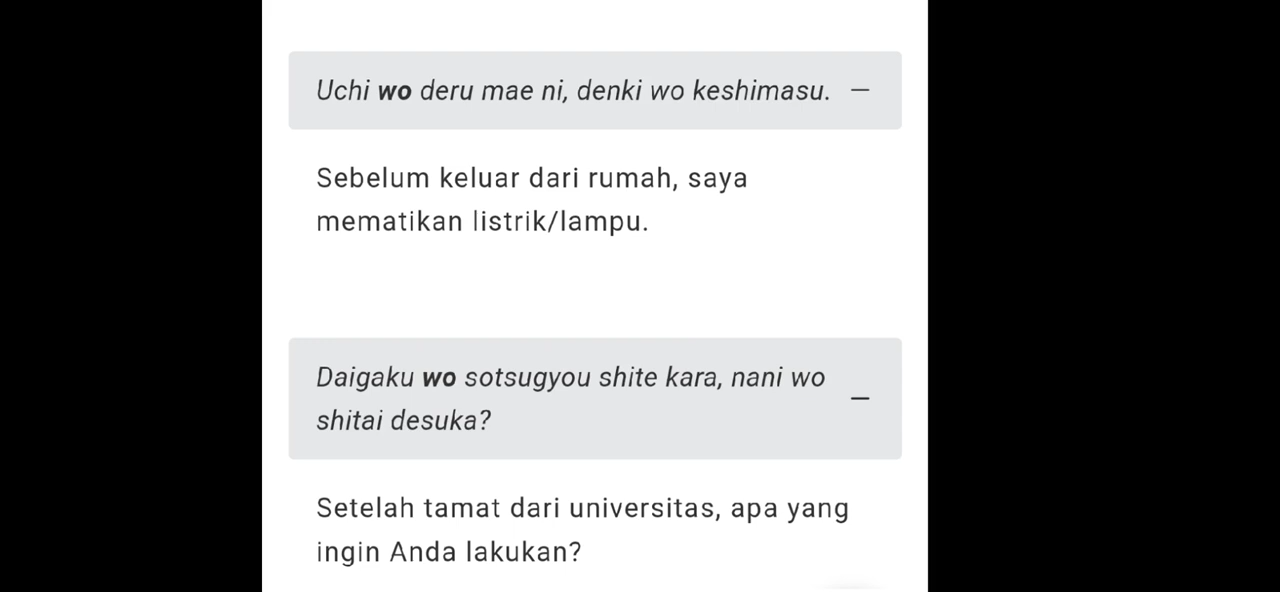 Uchi wo deru mae ni, denki wo keshimasu.
Sebelum keluar dari rumah, saya
mematikan listrik/lampu.
Daigaku wo sotsugyou shite kara, nani wo
shitai desuka?
Setelah tamat dari universitas, apa yang
ingin Anda lakukan?